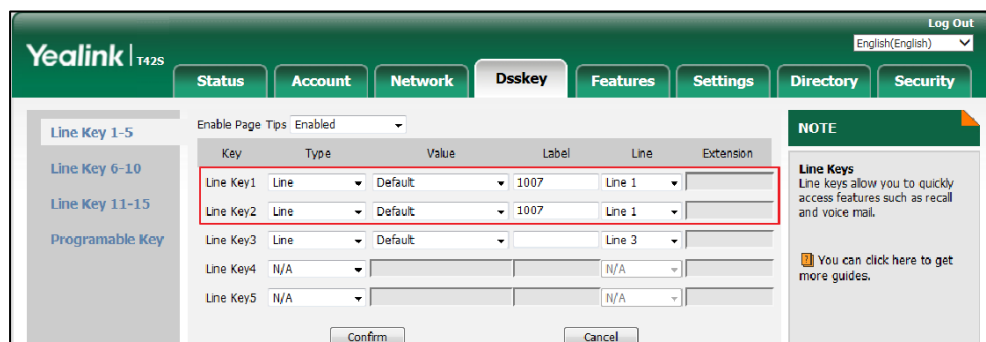 Log Out
Yealink T42S
English(English)
Status Account Network Dsskey Features Settings Directory Security
Line Key 1-5
Line Key 6-10
Line Key 11-15
Programable Key
Enable Page Tips Enabled
Key Type Value Label Line Extension
Line Key1 Line Default 1007 Line 1
Line Key2 Line Default 1007 Line 1
Line Key3 Line Default Line 3
Line Key4 N/A N/A
Line Key5 N/A N/A
Confirm Cancel
NOTE
Line Keys
Line keys allow you to quickly
access features such as recall
and voice mail.
? You can click here to get
more guides.